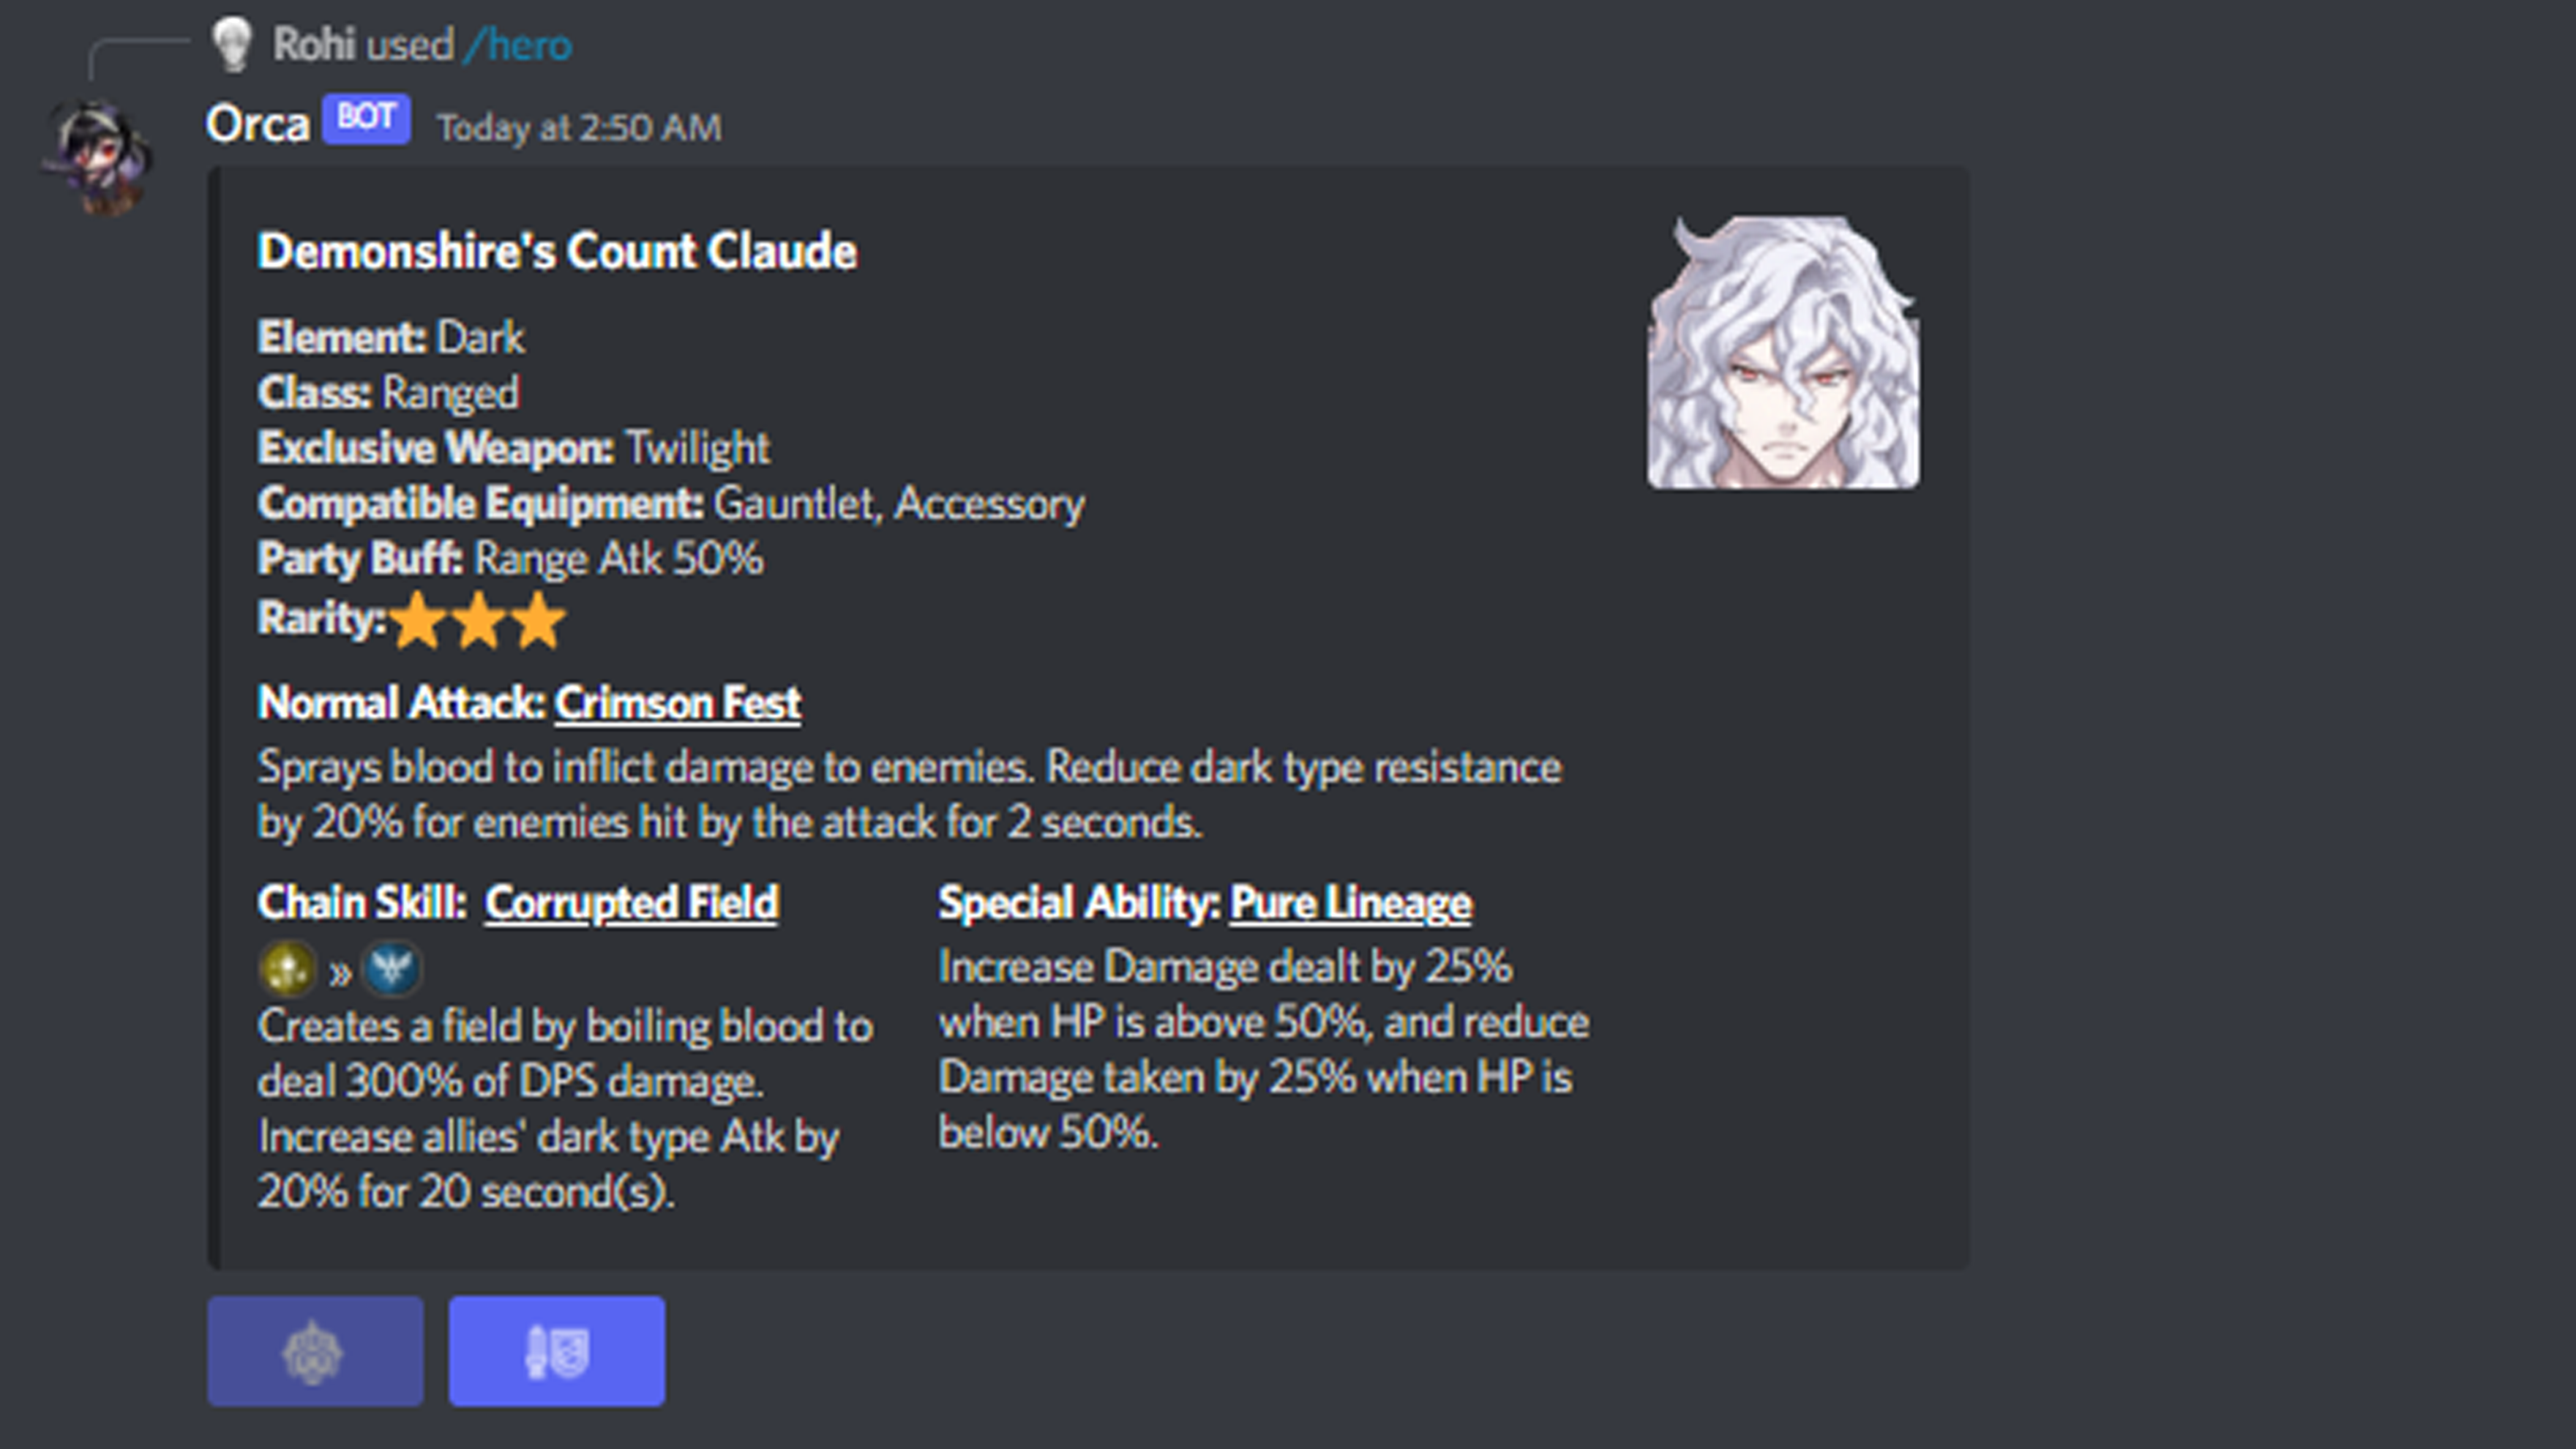 Rohi used /hero
Orca BOT Today at 2:50 AM
Demonshire's Count Claude
Element: Dark
Class: Ranged
Exclusive Weapon: Twilight
Compatible Equipment: Gauntlet, Accessory
Party Buff: Range Atk 50%
Rarity:
Normal Attack: Crimson Fest
Sprays blood to inflict damage to enemies. Reduce dark type resistance
by 20% for enemies hit by the attack for 2 seconds.
Chain Skill: Corrupted Field
»
Creates a field by boiling blood to
deal 300% of DPS damage.
Increase allies' dark type Atk by
20% for 20 second(s).
Special Ability: Pure Lineage
Increase Damage dealt by 25%
when HP is above 50%, and reduce
Damage taken by 25% when HP is
below 50%.